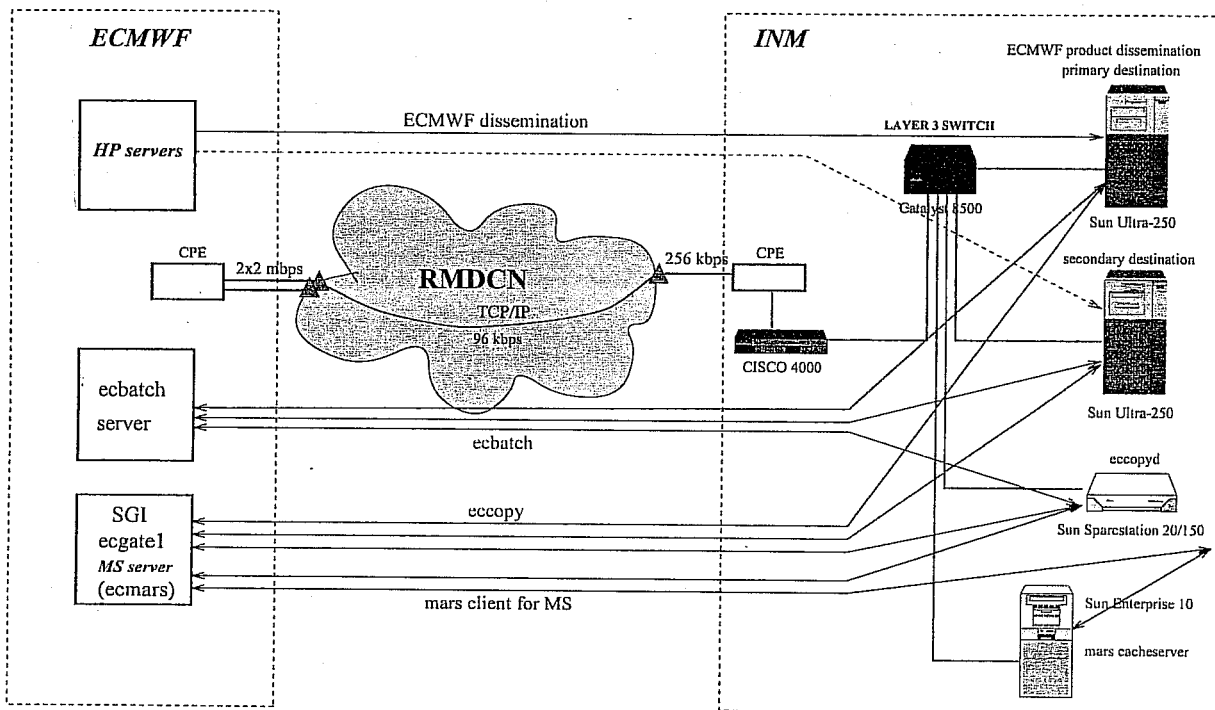 ECMWF
INM
ECMWF product dissemination
primary destination
HP servers
ECMWF dissemination
LAYER 3 SWITCH
Catalyst 8500
Sun Ultra-250
CPE
2x2 mbps
RMDCN
TCP/IP
96 kbps
256 kbps
CPE
CISCO 4000
secondary destination
Sun Ultra-250
ecbatch
server
ecbatch
eccopyd
Sun Sparcstation 20/150
SGI
ecgate1
MS server
(ecmars)
eccopy
mars client for MS
Sun Enterprise 10
mars cacheserver